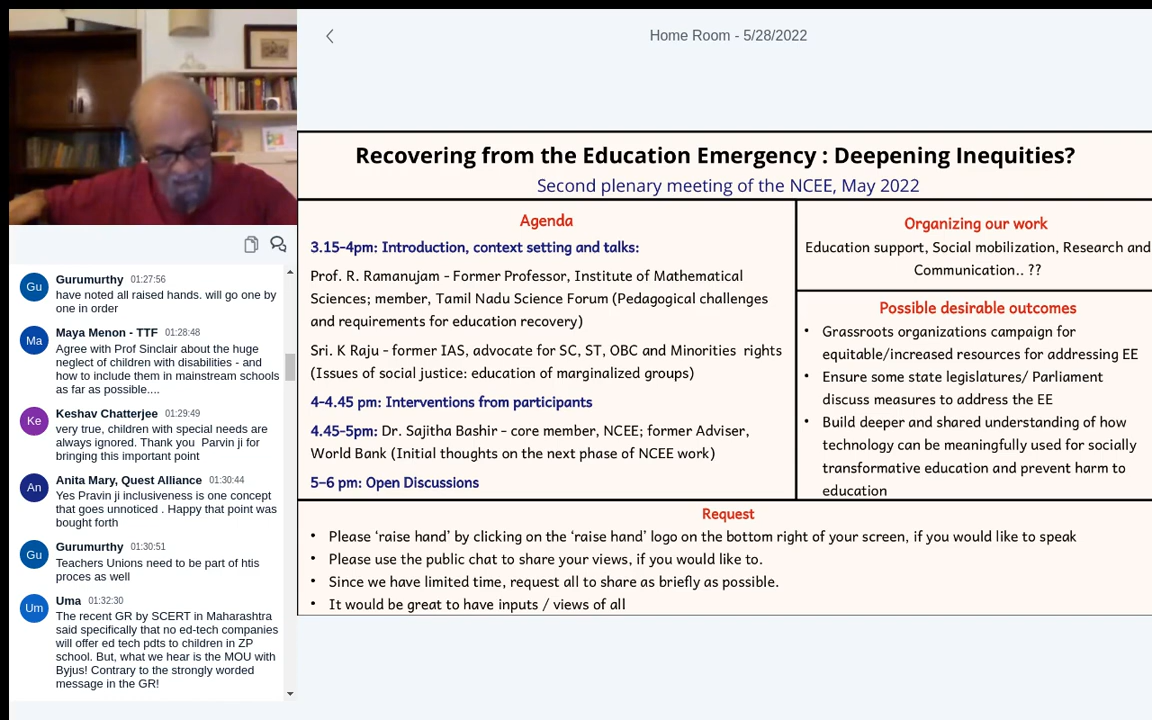 Home Room - 5/28/2022
Recovering from the Education Emergency : Deepening Inequities?
Second plenary meeting of the NCEE, May 2022
Agenda
3.15-4pm: Introduction, context setting and talks:
Prof. R. Ramanujam - Former Professor, Institute of Mathematical
Sciences; member, Tamil Nadu Science Forum (Pedagogical challenges
and requirements for education recovery)
Sri. K Raju - former IAS, advocate for SC, ST, OBC and Minorities rights
(Issues of social justice: education of marginalized groups)
4-4.45 pm: Interventions from participants
4.45-5pm: Dr. Sajitha Bashir - core member, NCEE; former Adviser,
World Bank (Initial thoughts on the next phase of NCEE work)
5-6 pm: Open Discussions
Organizing our work
Education support, Social mobilization, Research and
Communication.. ??
Possible desirable outcomes
• Grassroots organizations campaign for
equitable/increased resources for addressing EE
• Ensure some state legislatures/ Parliament
discuss measures to address the EE
• Build deeper and shared understanding of how
technology can be meaningfully used for socially
transformative education and prevent harm to
education
Request
• Please ‘raise hand’ by clicking on the ‘raise hand’ logo on the bottom right of your screen, if you would like to speak
• Please use the public chat to share your views, if you would like to.
• Since we have limited time, request all to share as briefly as possible.
• It would be great to have inputs / views of all
Gu
Gurumurthy 01:27:56
have noted all raised hands. will go one by
one in order
Ma
Maya Menon - TTF 01:28:48
Agree with Prof Sinclair about the huge
neglect of children with disabilities - and
how to include them in mainstream schools
as far as possible....
Ke
Keshav Chatterjee 01:29:49
very true, children with special needs are
always ignored. Thank you Parvin ji for
bringing this important point
An
Anita Mary, Quest Alliance 01:30:44
Yes Pravin ji inclusiveness is one concept
that goes unnoticed . Happy that point was
bought forth
Gu
Gurumurthy 01:30:51
Teachers Unions need to be part of htis
proces as well
Um
Uma 01:32:30
The recent GR by SCERT in Maharashtra
said specifically that no ed-tech companies
will offer ed tech pdts to children in ZP
school. But, what we hear is the MOU with
Byjus! Contrary to the strongly worded
message in the GR!